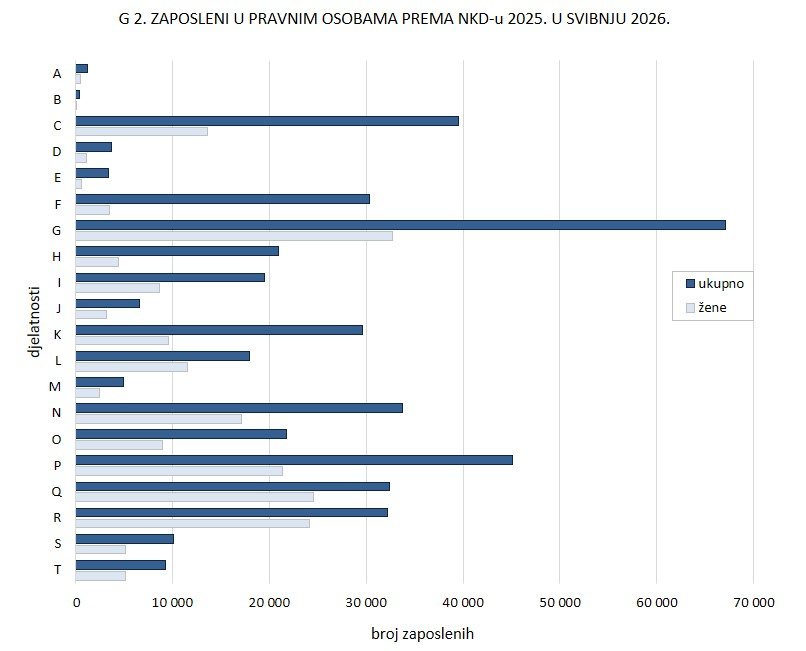 G 2. ZAPOSLENI U PRAVNIM OSOBAMA PREMA NKD-u 2025. U SVIBNJU 2026.
djelatnosti
A
B
C
D
E
F
G
H
I
J
K
L
M
N
O
P
Q
R
S
T
ukupno
žene
0 10 000 20 000 30 000 40 000 50 000 60 000 70 000
broj zaposlenih